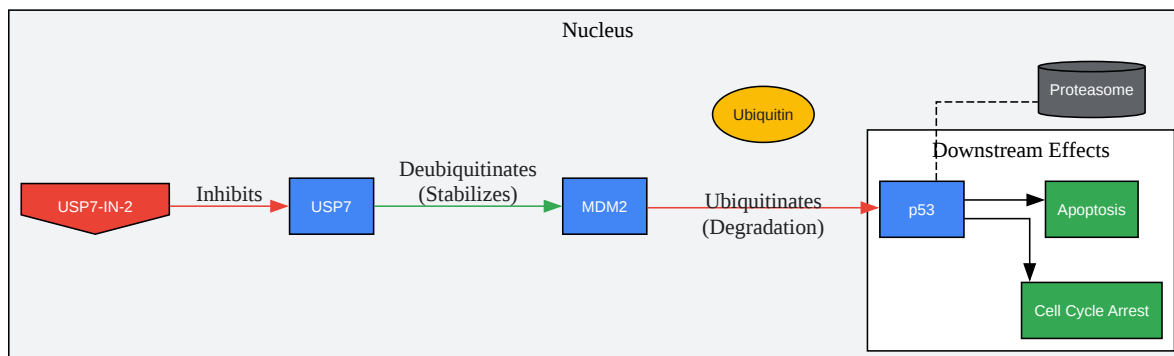 Nucleus
Proteasome
Ubiquitin
Downstream Effects
USP7-IN-2
Inhibits
USP7
Deubiquitinates
(Stabilizes)
MDM2
Ubiquitinates
(Degradation)
p53
Apoptosis
Cell Cycle Arrest